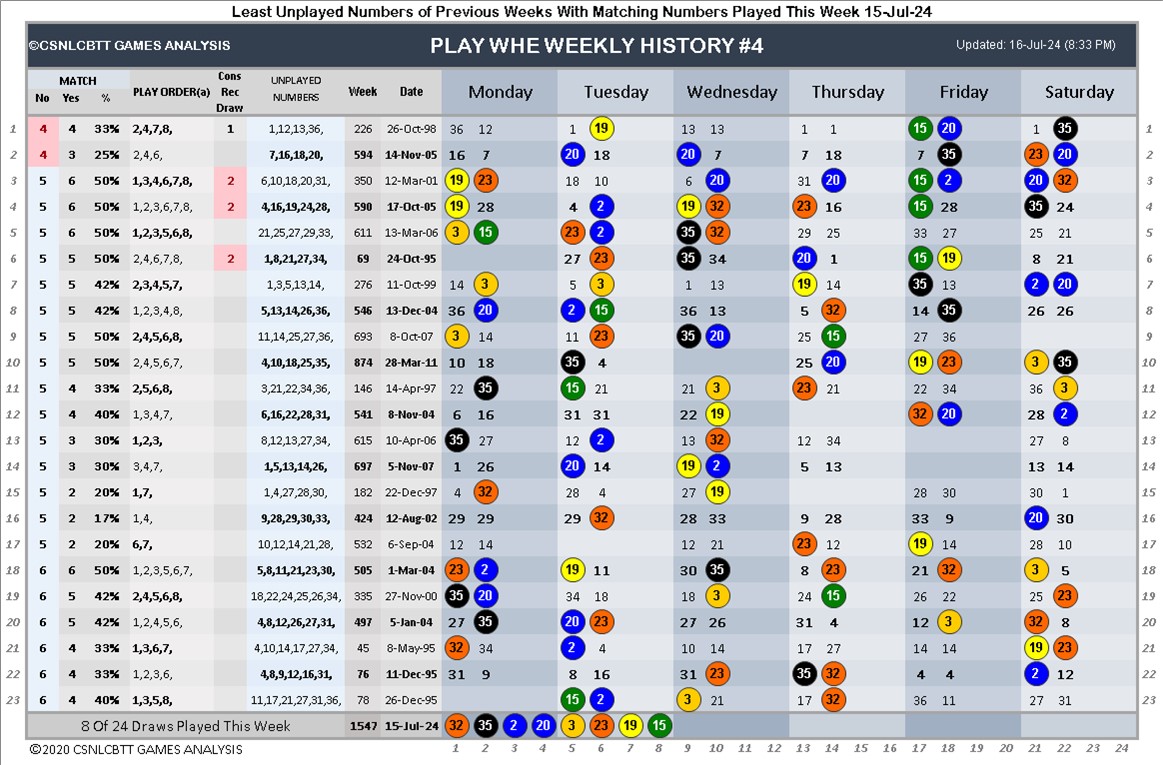 Least Unplayed Numbers of Previous Weeks With Matching Numbers Played This Week 15-Jul-24
©CSNLCBTT GAMES ANALYSIS PLAY WHE WEEKLY HISTORY #4 Updated: 16-Jul-24 (8:33 PM)
MATCH Cons UNPLAYED
No Yes % PLAY ORDER(a) Rec NUMBERS Week Date Monday Tuesday Wednesday Thursday Friday Saturday
Draw
1 4 4 33% 2,4,7,8, 1 1,12,13,36, 226 26-Oct-98 36 12 1 19 13 13 1 1 15 20 1 35 1
2 4 3 25% 2,4,6, 7,16,18,20, 594 14-Nov-05 16 7 20 18 20 7 7 18 7 35 23 20 2
3 5 6 50% 1,3,4,6,7,8, 2 6,10,18,20,31, 350 12-Mar-01 19 23 18 10 6 20 31 20 15 2 20 32 3
4 5 6 50% 1,2,3,6,7,8, 2 4,16,19,24,28, 590 17-Oct-05 19 28 4 2 19 32 23 16 15 28 35 24 4
5 5 6 50% 1,2,3,5,6,8, 21,25,27,29,33, 611 13-Mar-06 3 15 23 2 35 32 29 25 33 27 25 21 5
6 5 5 50% 2,4,6,7,8, 2 1,8,21,27,34, 69 24-Oct-95 27 23 35 34 20 1 15 19 8 21 6
7 5 5 42% 2,3,4,5,7, 1,3,5,13,14, 276 11-Oct-99 14 3 5 3 1 13 19 14 35 13 2 20 7
8 5 5 42% 1,2,3,4,8, 5,13,14,26,36, 546 13-Dec-04 36 20 2 15 36 13 5 32 14 35 26 26 8
9 5 5 50% 2,4,5,6,8, 11,14,25,27,36, 693 8-Oct-07 3 14 11 23 35 20 25 15 27 36 9
10 5 5 50% 2,4,5,6,7, 4,10,18,25,35, 874 28-Mar-11 10 18 35 4 25 20 19 23 3 35 10
11 5 4 33% 2,5,6,8, 3,21,22,34,36, 146 14-Apr-97 22 35 15 21 21 3 23 21 22 34 36 3 11
12 5 4 40% 1,3,4,7, 6,16,22,28,31, 541 8-Nov-04 6 16 31 31 22 19 32 20 28 2 12
13 5 3 30% 1,2,3, 8,12,13,27,34, 615 10-Apr-06 35 27 12 2 13 32 12 34 27 8 13
14 5 3 30% 3,4,7, 1,5,13,14,26, 697 5-Nov-07 1 26 20 14 19 2 5 13 13 14 14
15 5 2 20% 1,7, 1,4,27,28,30, 182 22-Dec-97 4 32 28 4 27 19 28 30 30 1 15
16 5 2 17% 1,4, 9,28,29,30,33, 424 12-Aug-02 29 29 29 32 28 33 9 28 33 9 20 30 16
17 5 2 20% 6,7, 10,12,14,21,28, 532 6-Sep-04 12 14 12 21 23 12 19 14 28 10 17
18 6 6 50% 1,2,3,5,6,7, 5,8,11,21,23,30, 505 1-Mar-04 23 2 19 11 30 35 8 23 21 32 3 5 18
19 6 5 42% 2,4,5,6,8, 18,22,24,25,26,34, 335 27-Nov-00 35 20 34 18 18 3 24 15 26 22 25 23 19
20 6 5 42% 1,2,4,5,6, 4,8,12,26,27,31, 497 5-Jan-04 27 35 20 23 27 26 31 4 12 3 32 8 20
21 6 4 33% 1,3,6,7, 4,10,14,17,27,34, 45 8-May-95 32 34 2 4 10 14 17 27 14 14 19 23 21
22 6 4 33% 1,2,3,6, 4,8,9,12,16,31, 76 11-Dec-95 31 9 8 16 31 23 35 32 4 4 2 12 22
23 6 4 40% 1,3,5,8, 11,17,21,27,31,36, 78 26-Dec-95 15 2 3 21 17 32 36 11 27 31 23
8 Of 24 Draws Played This Week 1547 15-Jul-24 32 35 2 20 3 23 19 15
©2020 CSNLCBTT GAMES ANALYSIS 1 2 3 4 5 6 7 8 9 10 11 12 13 14 15 16 17 18 19 20 21 22 23 24